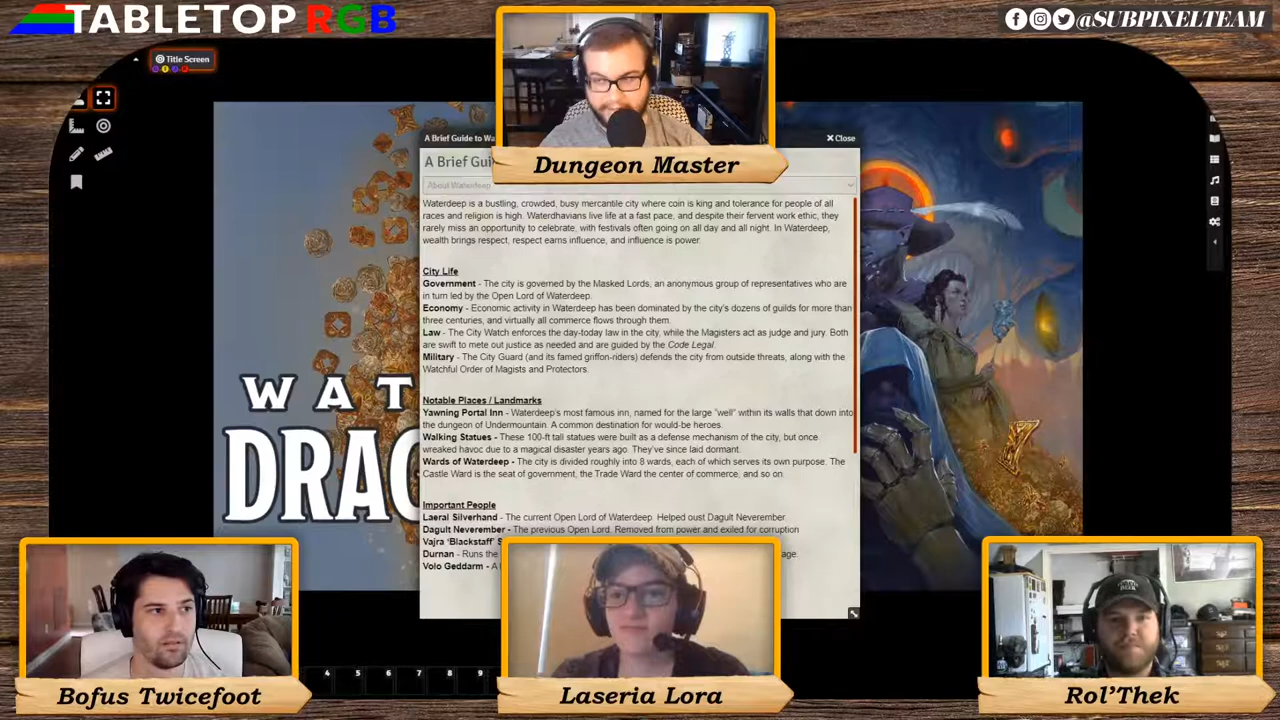 TABLETOP RGB
@SUBPIXELTEAM
Title Screen
Dungeon Master
A Brief Guide to Wa
Close
A Brief Gui
About Waterdeep
Waterdeep is a bustling, crowded, busy mercantile city where coin is king and tolerance for people of all
races and religion is high. Waterdhavians live life at a fast pace, and despite their fervent work ethic, they
rarely miss an opportunity to celebrate, with festivals often going on all day and all night. In Waterdeep,
wealth brings respect, respect earns influence, and influence is power.
City Life
Government - The city is governed by the Masked Lords, an anonymous group of representatives who are
in turn led by the Open Lord of Waterdeep.
Economy - Economic activity in Waterdeep has been dominated by the city's dozens of guilds for more than
three centuries, and virtually all commerce flows through them.
Law - The City Watch enforces the day-today law in the city, while the Magisters act as judge and jury. Both
are swift to mete out justice as needed and are guided by the Code Legal.
Military - The City Guard (and its famed griffon-riders) defends the city from outside threats, along with the
Watchful Order of Magists and Protectors.
Notable Places / Landmarks
Yawning Portal Inn - Waterdeep's most famous inn, named for the large "well" within its walls that down into
the dungeon of Undermountain. A common destination for would-be heroes.
Walking Statues - These 100-ft tall statues were built as a defense mechanism of the city, but once
wreaked havoc due to a magical disaster years ago. They've since laid dormant.
Wards of Waterdeep - The city is divided roughly into 8 wards, each of which serves its own purpose. The
Castle Ward is the seat of government, the Trade Ward the center of commerce, and so on.
Important People
Laeral Silverhand - The current Open Lord of Waterdeep. Helped oust Dagult Neverember.
Dagult Neverember - The previous Open Lord. Removed from power and exiled for corruption
Vajra 'Blackstaff' S
Durnan - Runs the
age.
Volo Geddarm - A
WAT
DRAG
4 5 6 7 8 9
Bofus Twicefoot
Laseria Lora
Rol'Thek